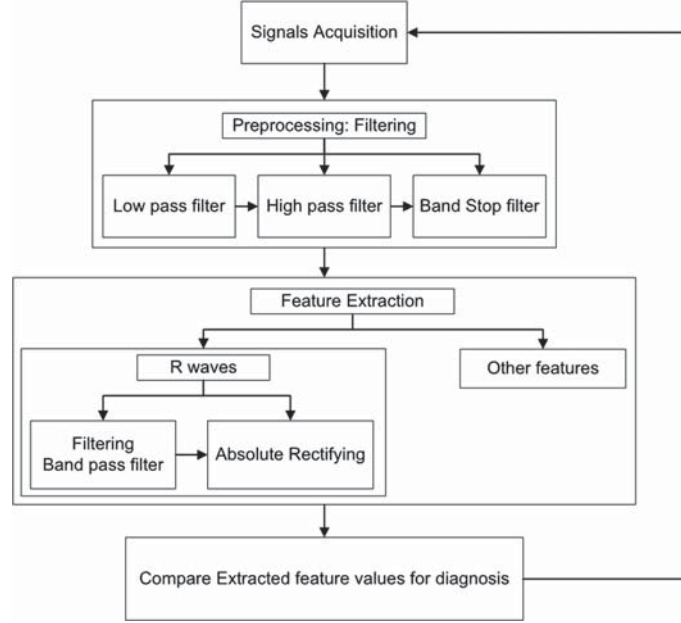 Signals Acquisition
Preprocessing: Filtering
Low pass filter
High pass filter
Band Stop filter
Feature Extraction
R waves
Other features
Filtering
Band pass filter
Absolute Rectifying
Compare Extracted feature values for diagnosis